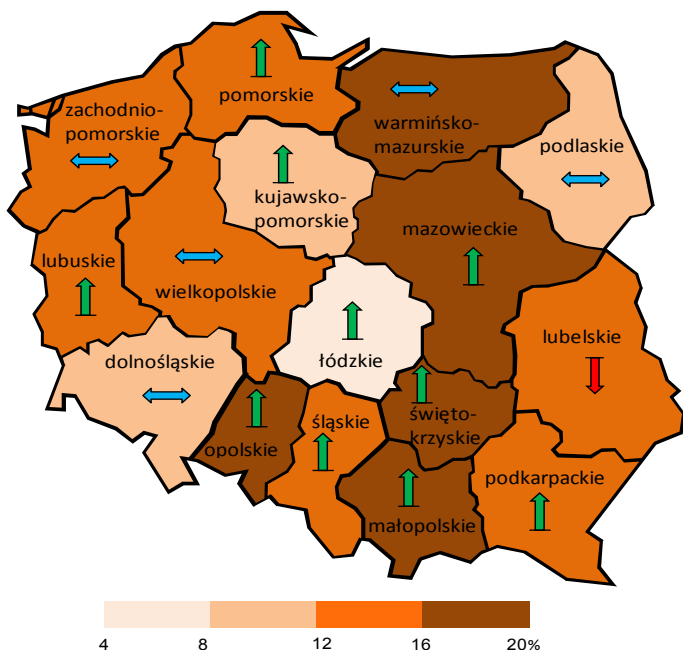 pomorskie
zachodnio-
pomorskie
warmińsko-
mazurskie
podlaskie
kujawsko-
pomorskie
mazowieckie
lubuskie
wielkopolskie
lubelskie
dolnośląskie
łódzkie
święto-
krzyskie
śląskie
opolskie
podkarpackie
małopolskie
4 8 12 16 20%